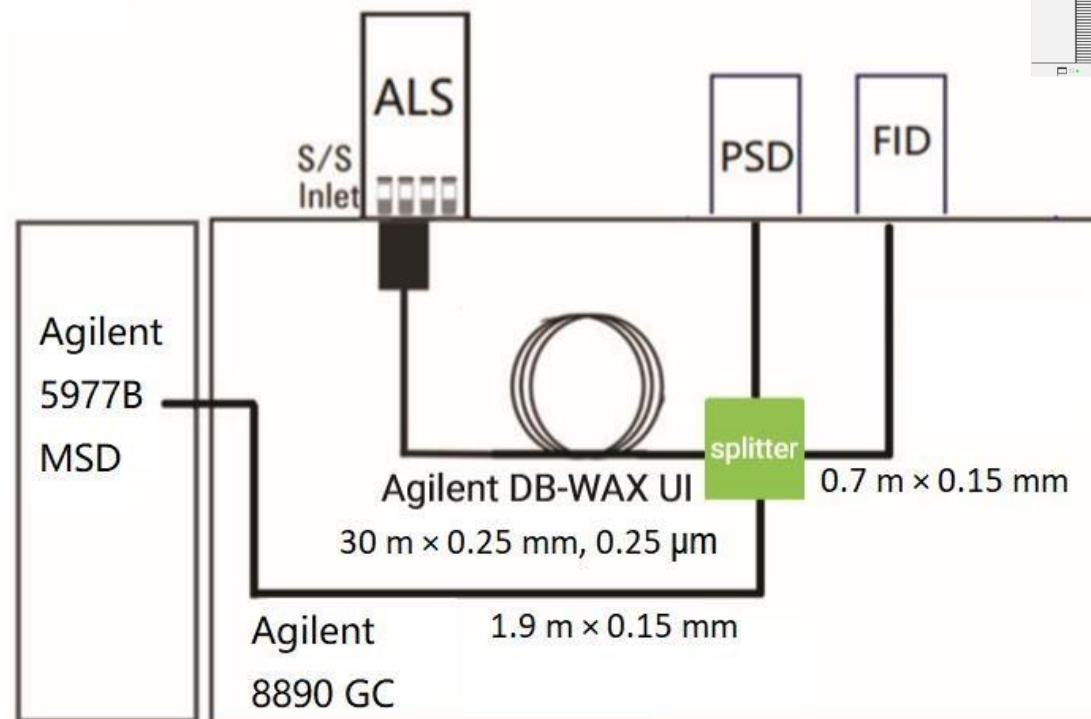 ALS
S/S
Inlet
PSD
FID
Agilent
5977B
MSD
splitter
0.7 m × 0.15 mm
Agilent DB-WAX UI
30 m × 0.25 mm, 0.25 μm
1.9 m × 0.15 mm
Agilent
8890 GC